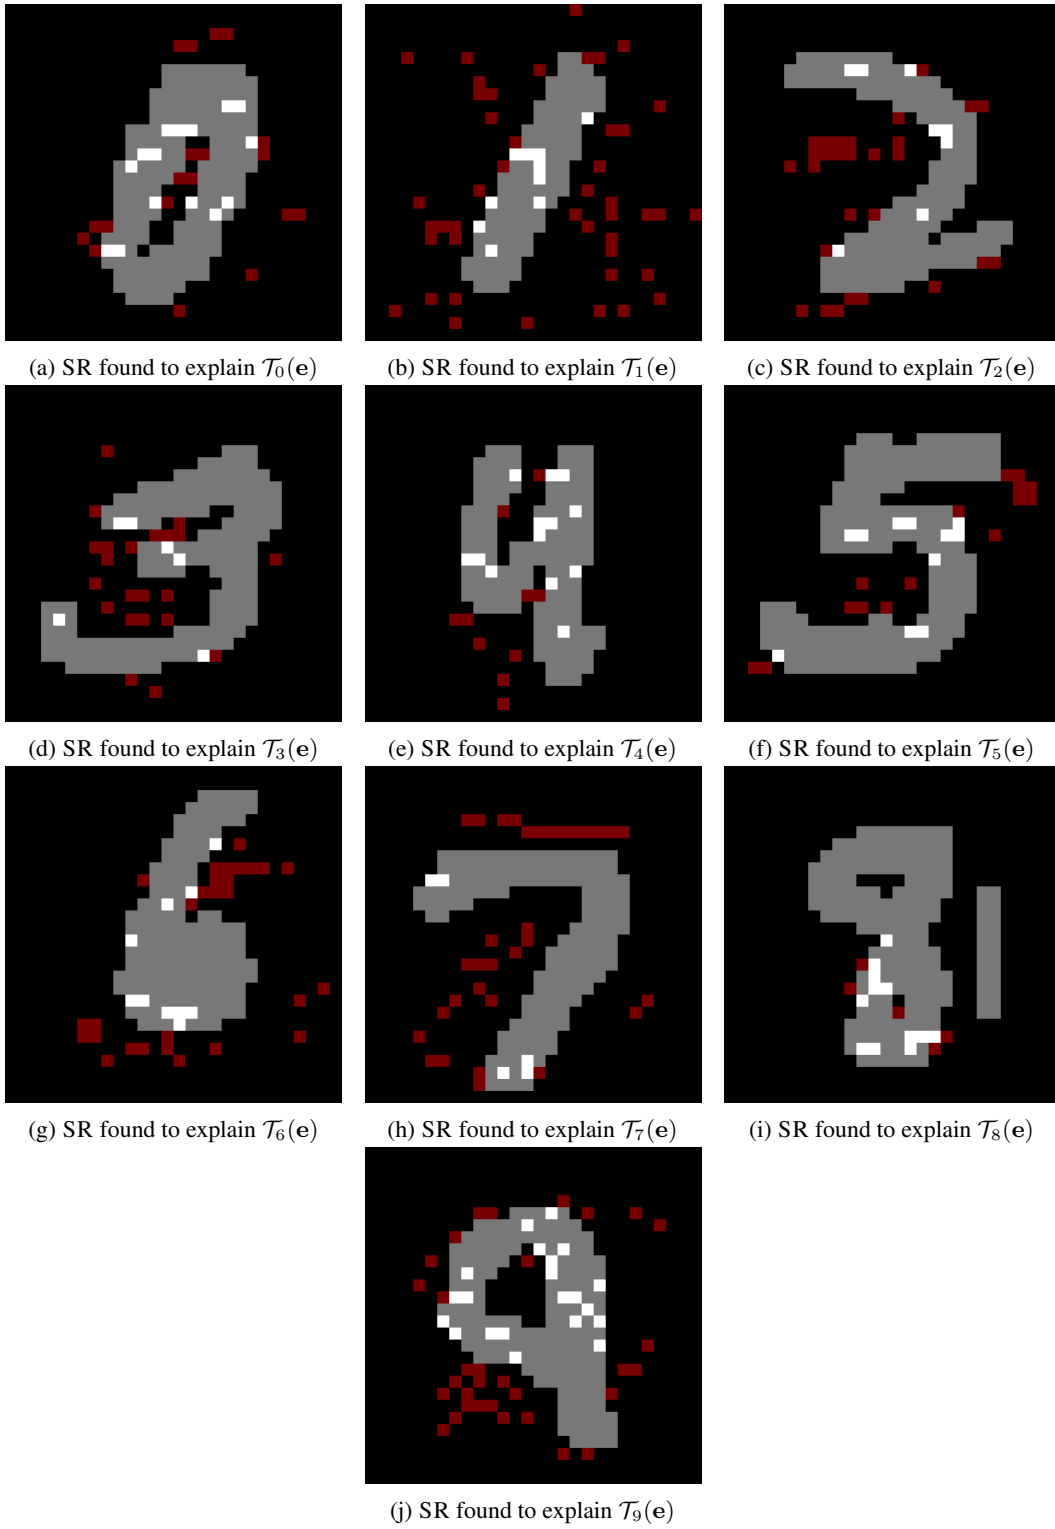 (a) SR found to explain 𝒯₀(𝐞)
(b) SR found to explain 𝒯₁(𝐞)
(c) SR found to explain 𝒯₂(𝐞)
(d) SR found to explain 𝒯₃(𝐞)
(e) SR found to explain 𝒯₄(𝐞)
(f) SR found to explain 𝒯₅(𝐞)
(g) SR found to explain 𝒯₆(𝐞)
(h) SR found to explain 𝒯₇(𝐞)
(i) SR found to explain 𝒯₈(𝐞)
(j) SR found to explain 𝒯₉(𝐞)